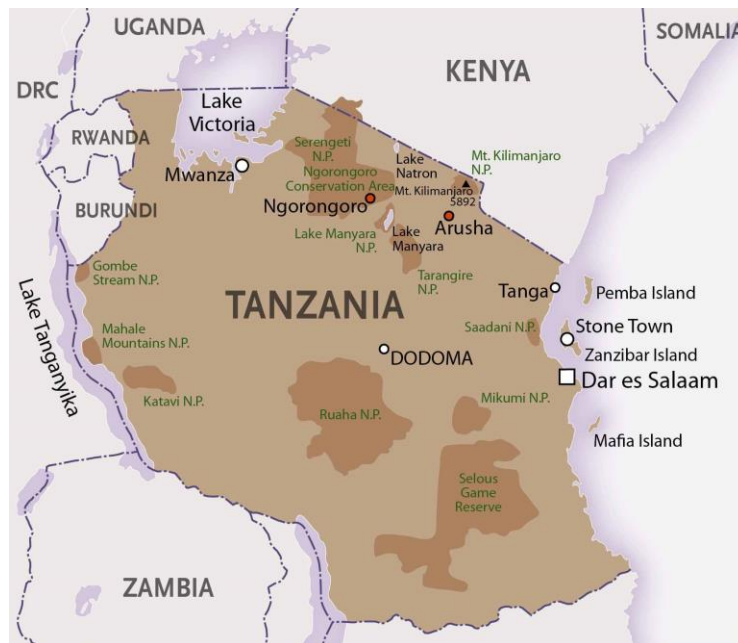 UGANDA
SOMALIA
DRC
KENYA
Lake
Victoria
RWANDA
Serengeti
N.P.
Lake
Natron
Mt. Kilimanjaro
N.P.
Mwanza
Ngorongoro
Conservation Area
Mt. Kilimanjaro
5892
BURUNDI
Ngorongoro
Arusha
Lake Manyara
N.P.
Lake
Manyara
Gombe
Stream N.P.
Tarangire
N.P.
Lake Tanganyika
TANZANIA
Tanga
Pemba Island
Mahale
Mountains N.P.
Saadani N.P.
Stone Town
Zanzibar Island
DODOMA
Dar es Salaam
Katavi N.P.
Ruaha N.P.
Mikumi N.P.
Mafia Island
Selous
Game
Reserve
ZAMBIA